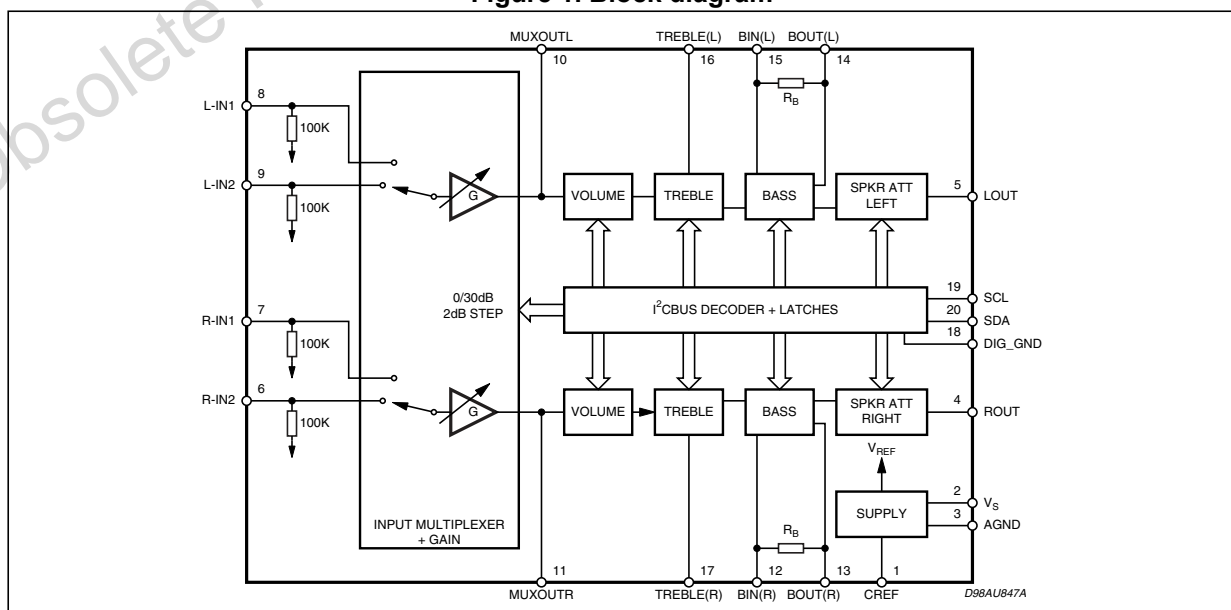 Figure 1. Block diagram
MUXOUTL TREBLE(L) BIN(L) BOUT(L)
10 16 15 14
L-IN1 8
100K
RB
L-IN2 9
100K
G
VOLUME TREBLE BASS SPKR ATT LEFT 5 LOUT
0/30dB
2dB STEP
I²CBUS DECODER + LATCHES
19 SCL
20 SDA
18 DIG_GND
R-IN1 7
100K
R-IN2 6
100K
G
VOLUME TREBLE BASS SPKR ATT RIGHT 4 ROUT
VREF
SUPPLY
2 VS
3 AGND
INPUT MULTIPLEXER
+ GAIN
RB
11 17 12 13 1
MUXOUTR TREBLE(R) BIN(R) BOUT(R) CREF
D98AU847A